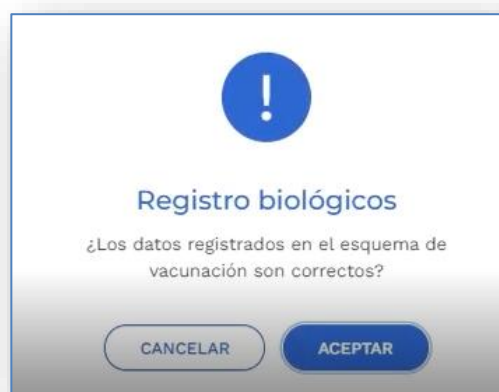 !
Registro biológicos
¿Los datos registrados en el esquema de
vacunación son correctos?
CANCELAR
ACEPTAR